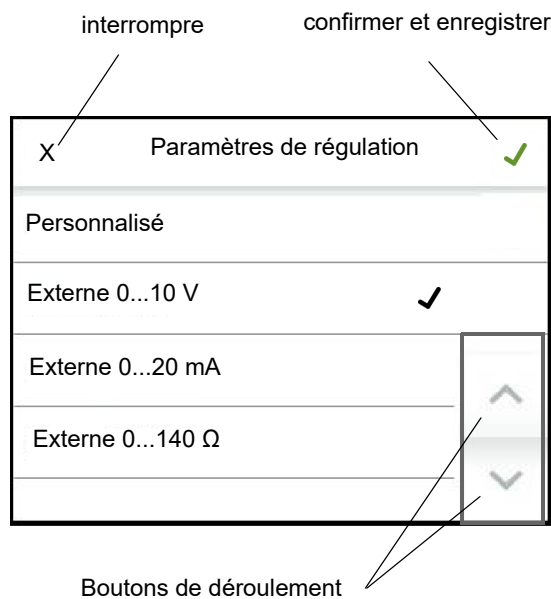 interrompre
confirmer et enregistrer
X
Paramètres de régulation
Personnalisé
Externe 0...10 V
Externe 0...20 mA
Externe 0...140 Ω
Boutons de déroulement